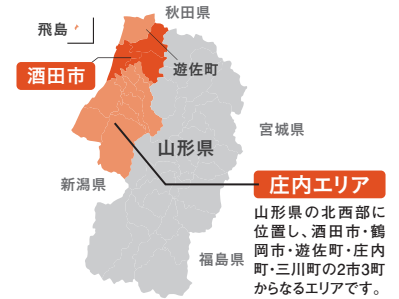 秋田県
飛島
酒田市
遊佐町
宮城県
山形県
新潟県
庄内エリア
山形県の北西部に
位置し、酒田市・鶴
岡市・遊佐町・庄内
町・三川町の2市3町
からなるエリアです。
福島県